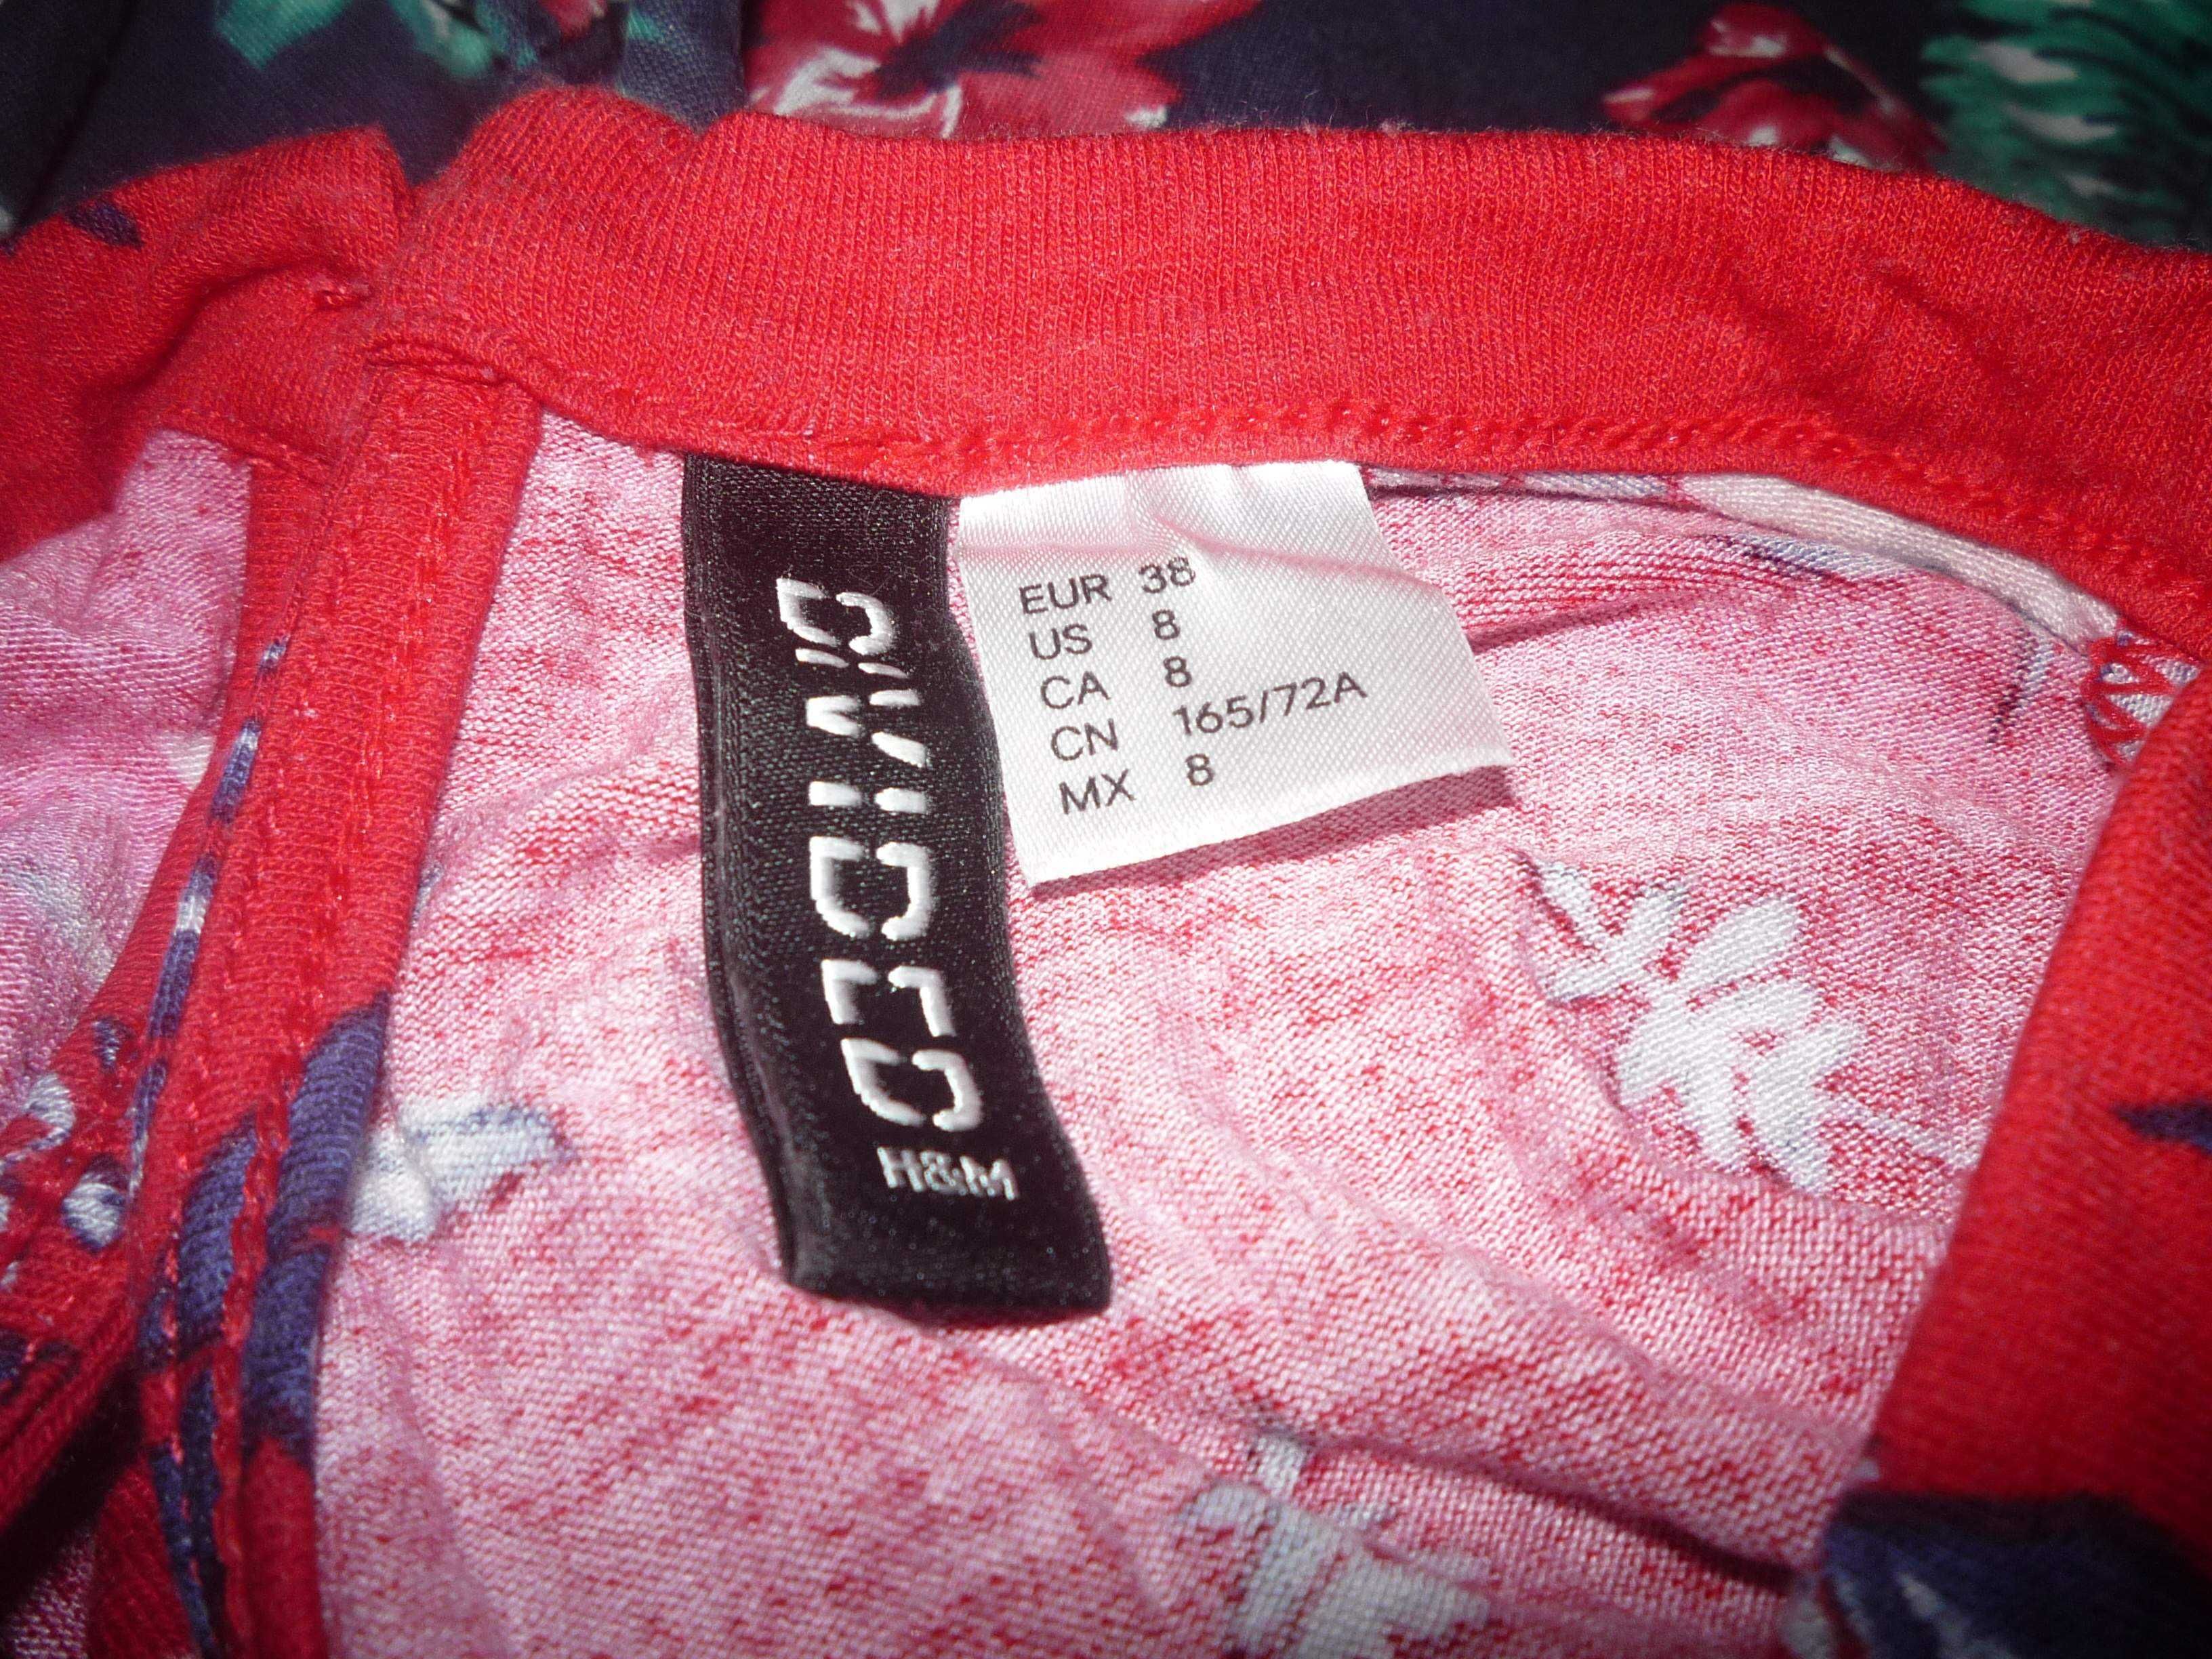 DIVIDED
H&M
EUR 38
US 8
CA 8
CN 165/72A
MX 8